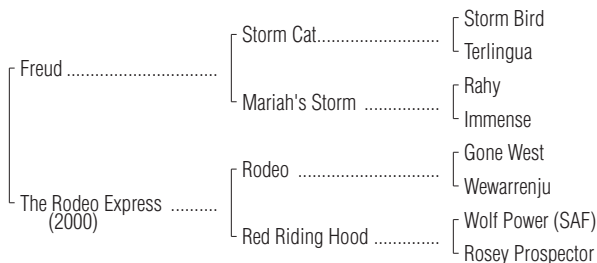 Storm Bird
Storm Cat........................
Terlingua
Freud ..............................
Rahy
Mariah's Storm ...............
Immense
Gone West
Rodeo ............................
Wewarrenju
The Rodeo Express .........
(2000)
Wolf Power (SAF)
Red Riding Hood .............
Rosey Prospector